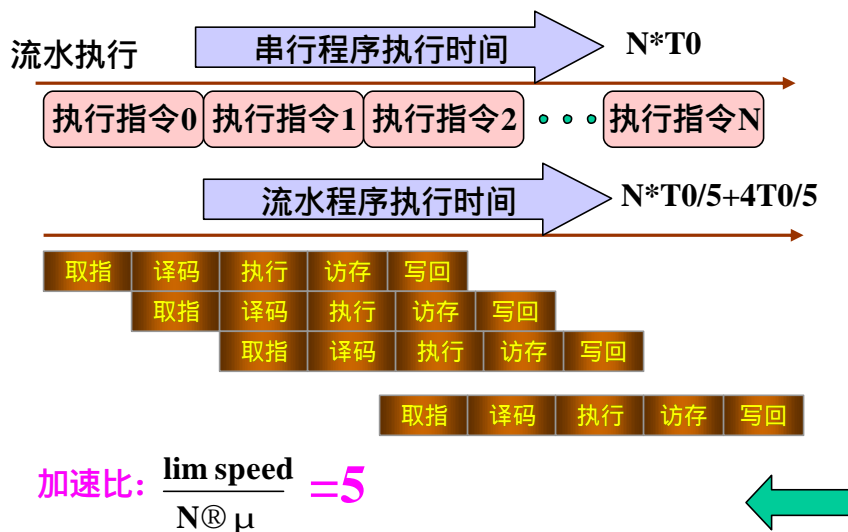 串行程序执行时间 N*T0
流水执行
执行指令0 执行指令1 执行指令2 • • • 执行指令N
流水程序执行时间 N*T0/5+4T0/5
取指 译码 执行 访存 写回
取指 译码 执行 访存 写回
取指 译码 执行 访存 写回
取指 译码 执行 访存 写回
加速比: lim speed =5
N® μ